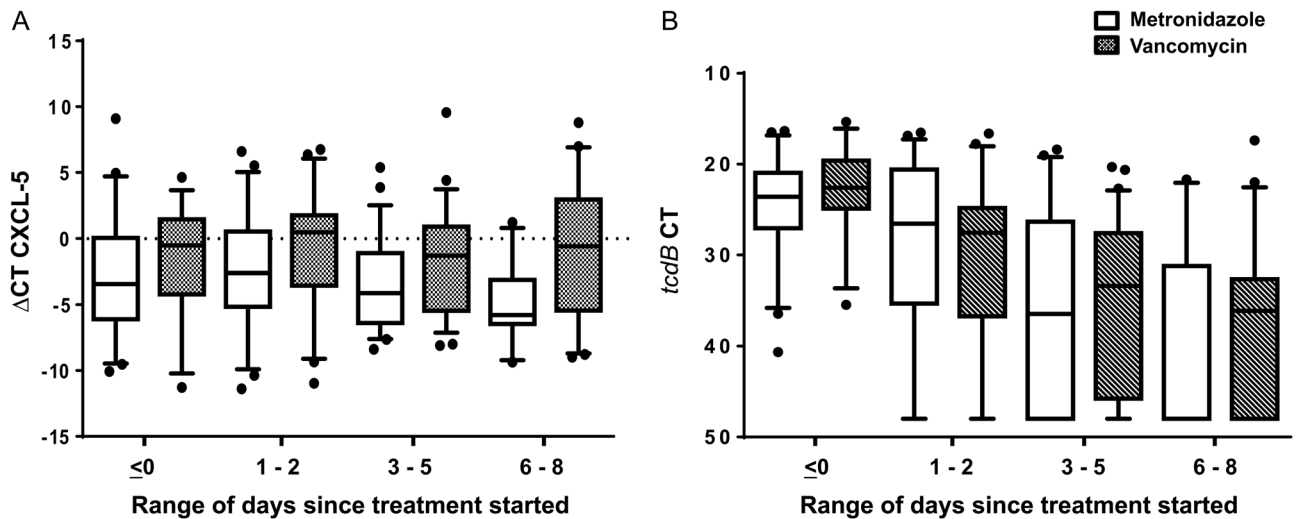 A
ΔCT CXCL-5
15
10
5
0
-5
-10
-15
≤0
1 - 2
3 - 5
6 - 8
Range of days since treatment started
B
Metronidazole
Vancomycin
tcdB CT
10
20
30
40
50
≤0
1 - 2
3 - 5
6 - 8
Range of days since treatment started